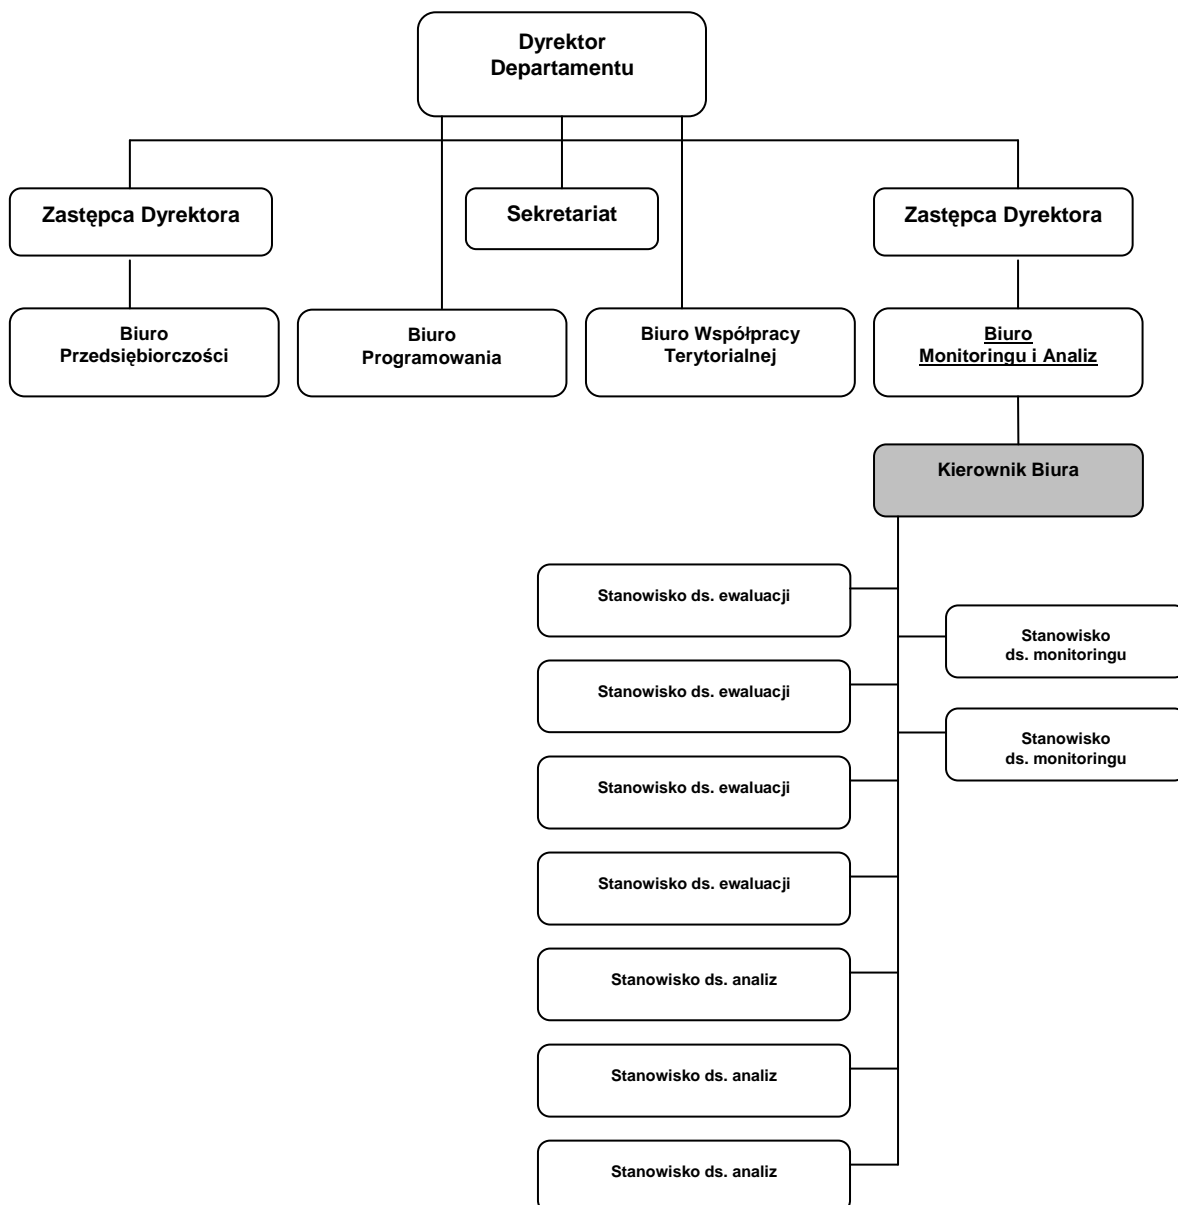 Dyrektor
Departamentu
Zastępca Dyrektora
Sekretariat
Zastępca Dyrektora
Biuro
Przedsiębiorczości
Biuro
Programowania
Biuro Współpracy
Terytorialnej
Biuro
Monitoringu i Analiz
Kierownik Biura
Stanowisko ds. ewaluacji
Stanowisko
ds. monitoringu
Stanowisko ds. ewaluacji
Stanowisko
ds. monitoringu
Stanowisko ds. ewaluacji
Stanowisko ds. ewaluacji
Stanowisko ds. analiz
Stanowisko ds. analiz
Stanowisko ds. analiz